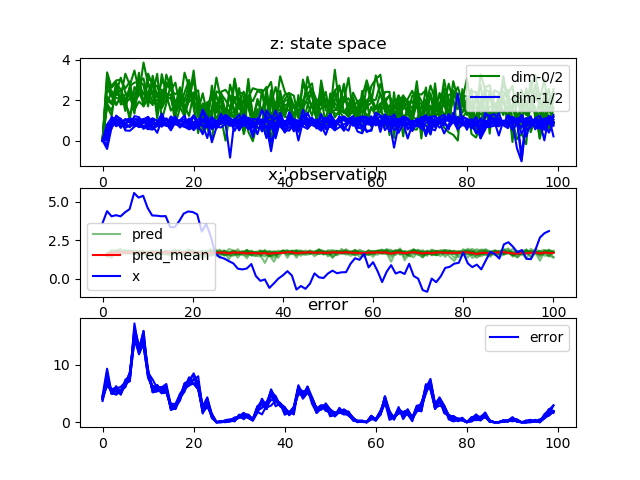 z: state space
4
2
0
dim-0/2
dim-1/2
0 20 40 60 80 100
x: observation
5.0
2.5
0.0
pred
pred_mean
x
0 20 40 60 80 100
error
10
0
error
0 20 40 60 80 100